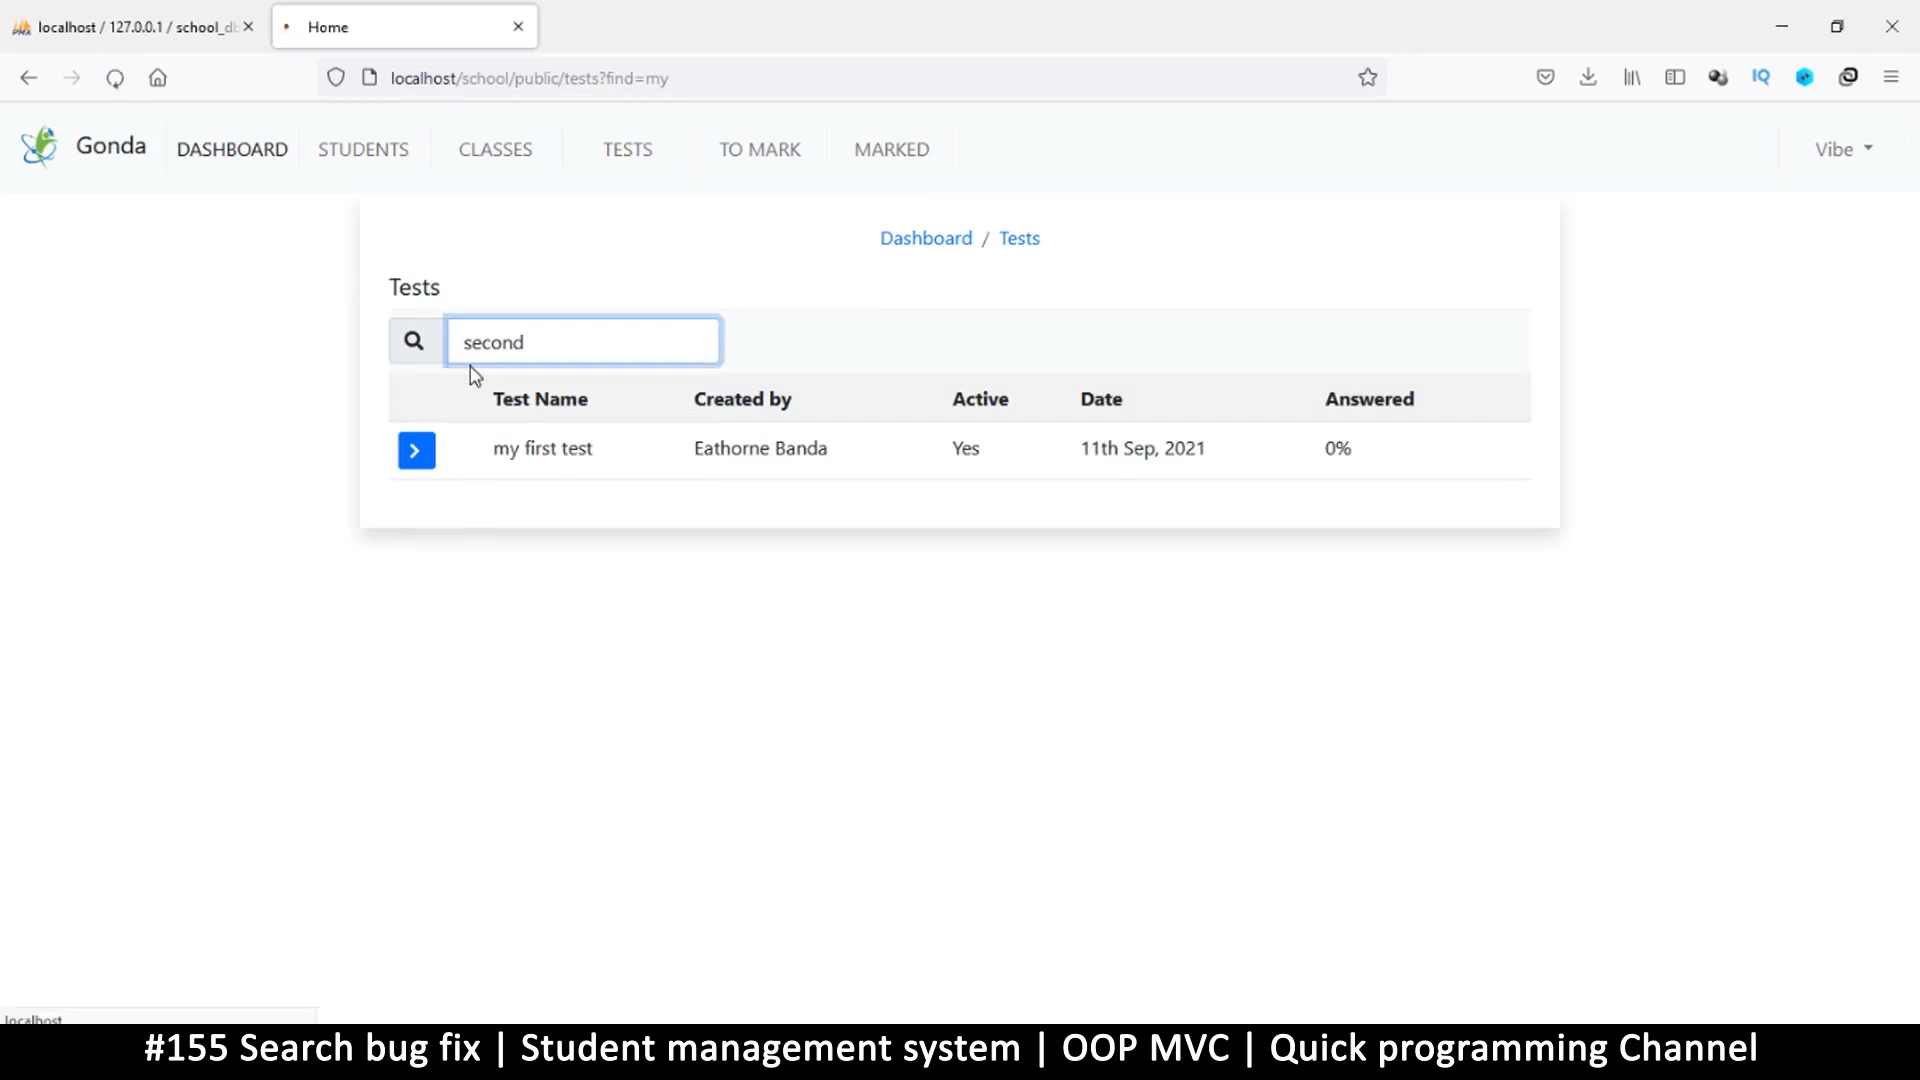 localhost / 127.0.0.1 / school_db
Home
localhost/school/public/tests?find=my
IQ
Gonda
DASHBOARD
STUDENTS
CLASSES
TESTS
TO MARK
MARKED
Vibe
Dashboard / Tests
Tests
second
Test Name Created by Active Date Answered
my first test Eathorne Banda Yes 11th Sep, 2021 0%
localhost
#155 Search bug fix | Student management system | OOP MVC | Quick programming Channel